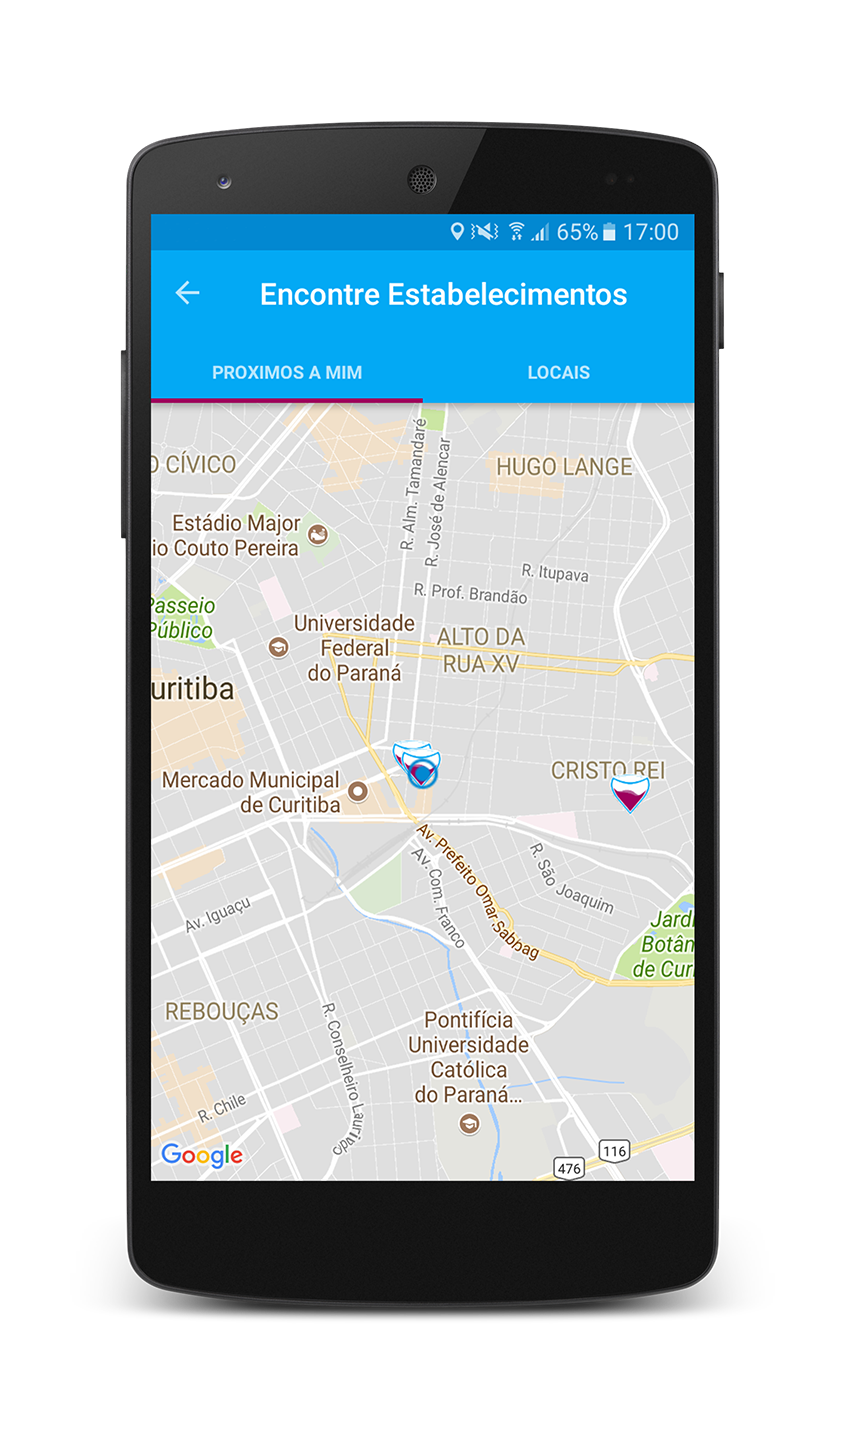 65% 17:00
Encontre Estabelecimentos
PROXIMOS A MIM
LOCAIS
O CÍVICO
HUGO LANGE
R. Alm. Tamandaré
R. José de Alencar
Estádio Major
io Couto Pereira
R. Itupava
R. Prof. Brandão
Passeio
Público
Universidade
Federal
do Paraná
ALTO DA
RUA XV
uritiba
CRISTO REI
Mercado Municipal
de Curitiba
Av. Prefeito Omar Sabbag
Av. Com. Franco
R. São Joaquim
Av. Iguaçu
Jardi
Botân
de Curi
REBOUÇAS
R. Conselheiro Laurindo
Pontifícia
Universidade
Católica
do Paraná...
R. Chile
Google
116
476